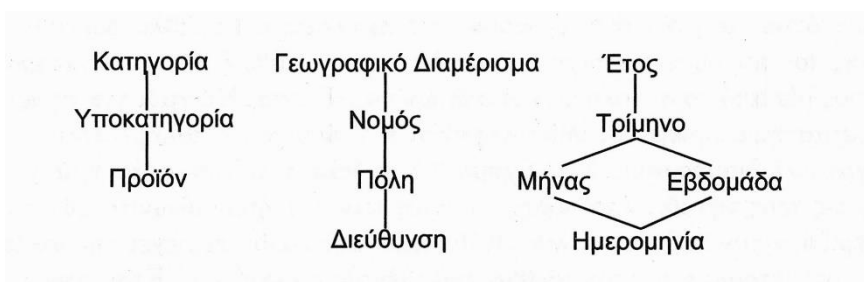 Κατηγορία Γεωγραφικό Διαμέρισμα Έτος
Υποκατηγορία Νομός Τρίμηνο
Προϊόν Πόλη Μήνας Εβδομάδα
Διεύθυνση Ημερομηνία